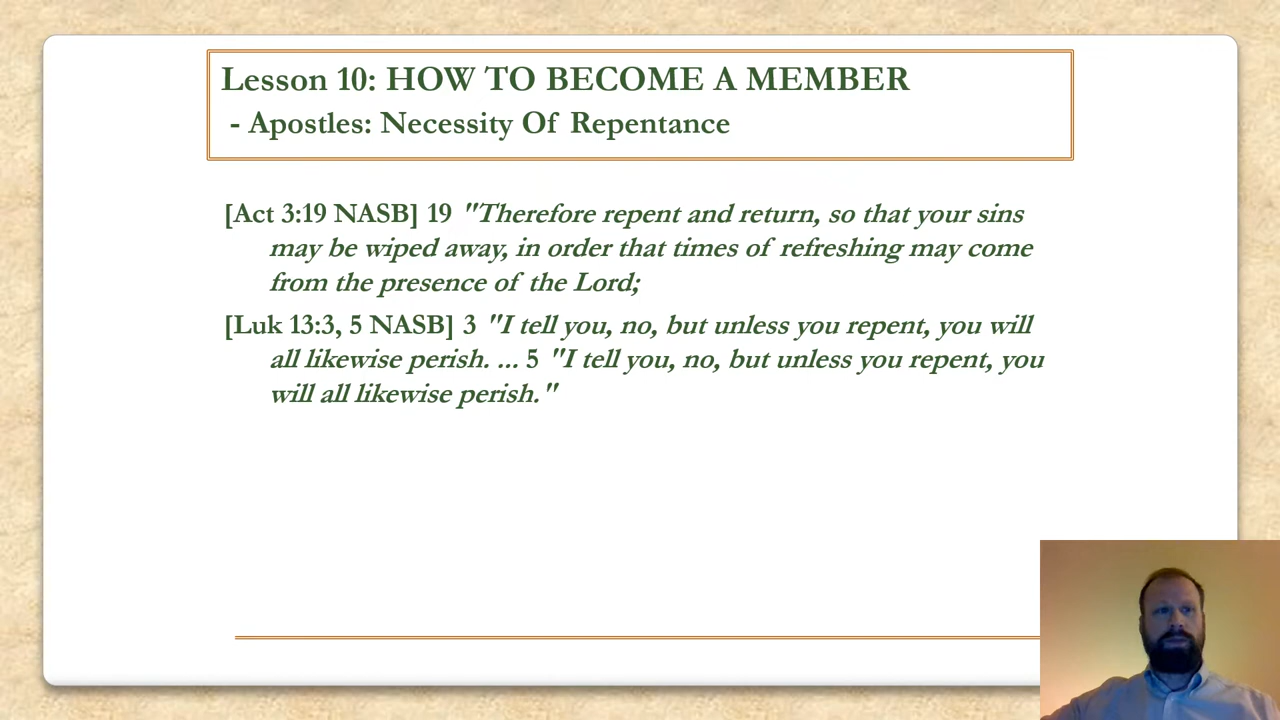 Lesson 10: HOW TO BECOME A MEMBER
- Apostles: Necessity Of Repentance
[Act 3:19 NASB] 19 "Therefore repent and return, so that your sins
may be wiped away, in order that times of refreshing may come
from the presence of the Lord;
[Luk 13:3, 5 NASB] 3 "I tell you, no, but unless you repent, you will
all likewise perish. ... 5 "I tell you, no, but unless you repent, you
will all likewise perish."